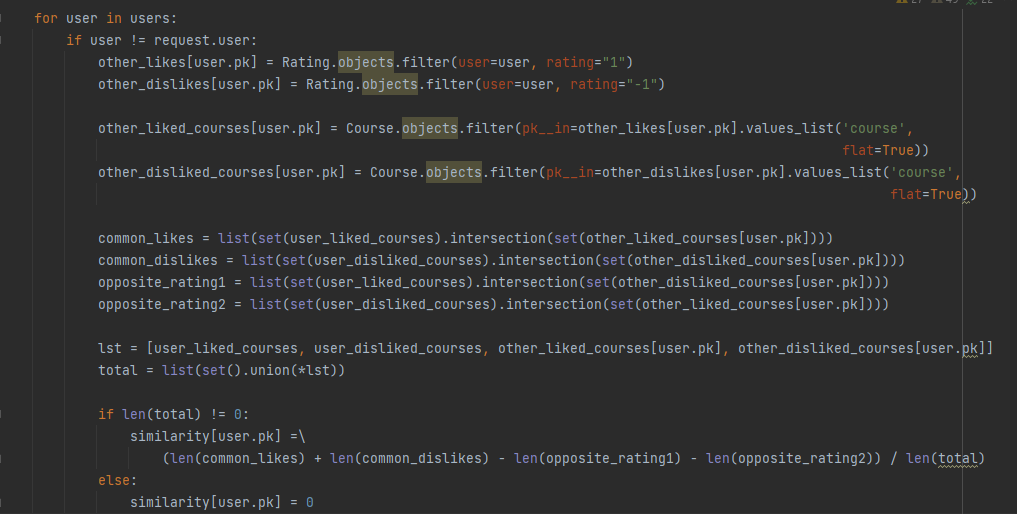 for user in users:
if user != request.user:
other_likes[user.pk] = Rating.objects.filter(user=user, rating="1")
other_dislikes[user.pk] = Rating.objects.filter(user=user, rating="-1")
other_liked_courses[user.pk] = Course.objects.filter(pk__in=other_likes[user.pk].values_list('course',
flat=True))
other_disliked_courses[user.pk] = Course.objects.filter(pk__in=other_dislikes[user.pk].values_list('course',
flat=True))
common_likes = list(set(user_liked_courses).intersection(set(other_liked_courses[user.pk])))
common_dislikes = list(set(user_disliked_courses).intersection(set(other_disliked_courses[user.pk])))
opposite_rating1 = list(set(user_liked_courses).intersection(set(other_disliked_courses[user.pk])))
opposite_rating2 = list(set(user_disliked_courses).intersection(set(other_liked_courses[user.pk])))
lst = [user_liked_courses, user_disliked_courses, other_liked_courses[user.pk], other_disliked_courses[user.pk]]
total = list(set().union(*lst))
if len(total) != 0:
similarity[user.pk] =\
(len(common_likes) + len(common_dislikes) - len(opposite_rating1) - len(opposite_rating2)) / len(total)
else:
similarity[user.pk] = 0